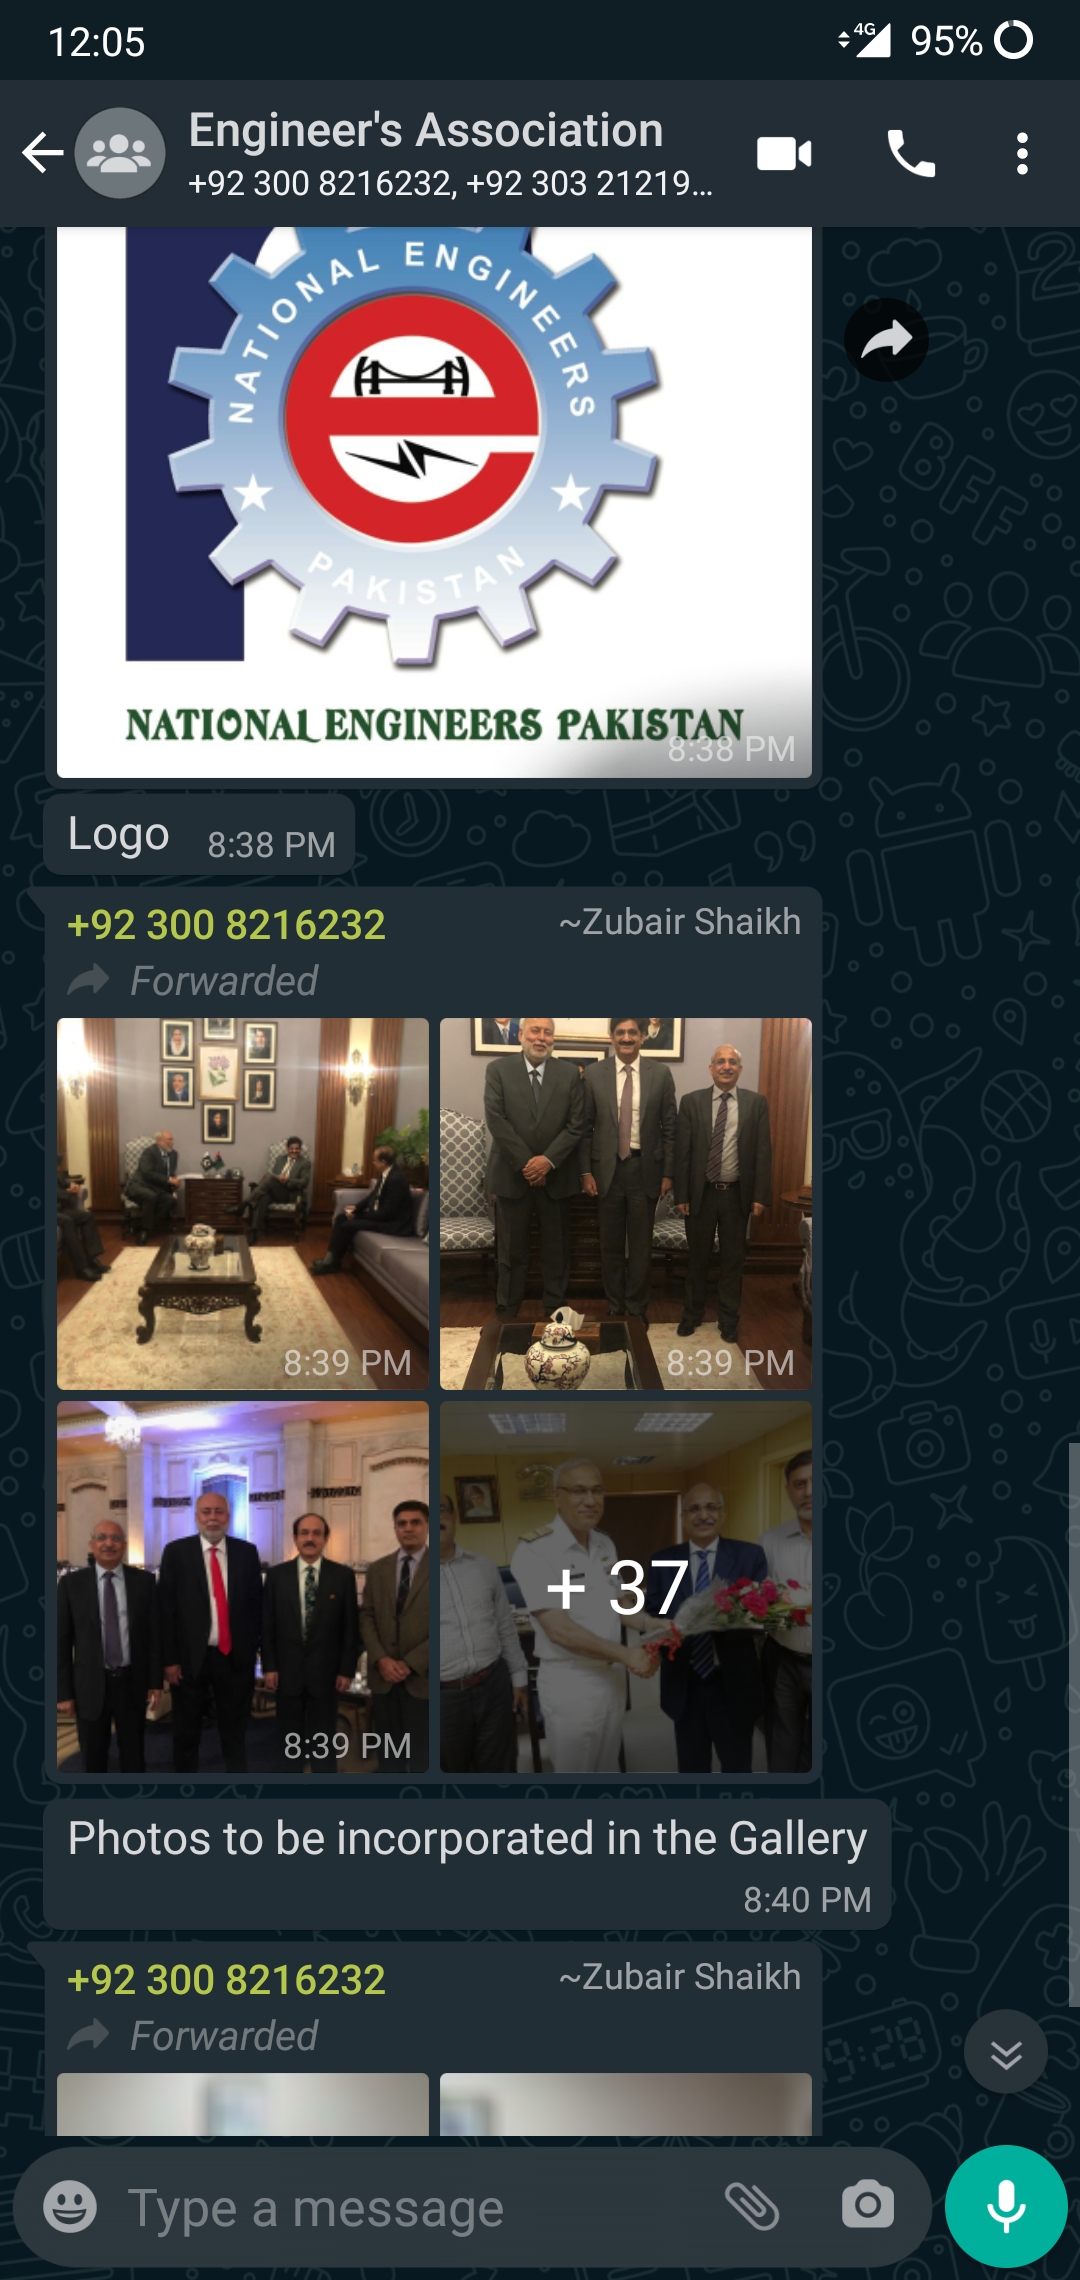 12:05
4G
95%
Engineer's Association
+92 300 8216232, +92 303 21219...
NATIONAL ENGINEERS
PAKISTAN
NATIONAL ENGINEERS PAKISTAN
8:38 PM
Logo
8:38 PM
+92 300 8216232
~Zubair Shaikh
Forwarded
8:39 PM
8:39 PM
8:39 PM
+ 37
Photos to be incorporated in the Gallery
8:40 PM
+92 300 8216232
~Zubair Shaikh
Forwarded
Type a message